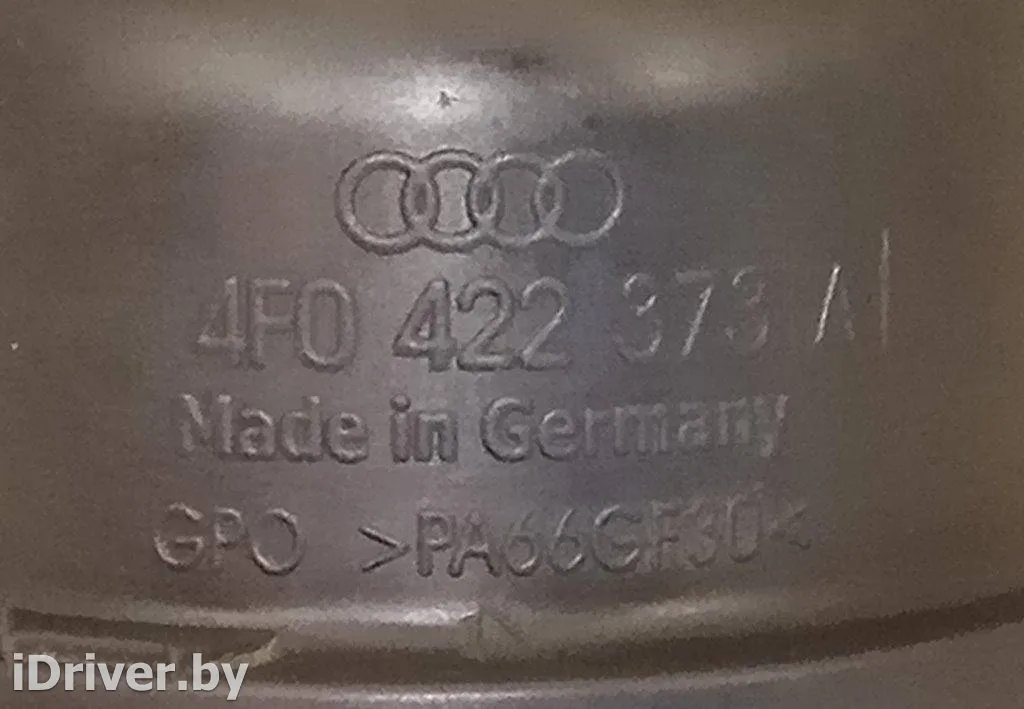 4F0 422 373 A
Made in Germany
GPO >PA66GF30<
iDriver.by